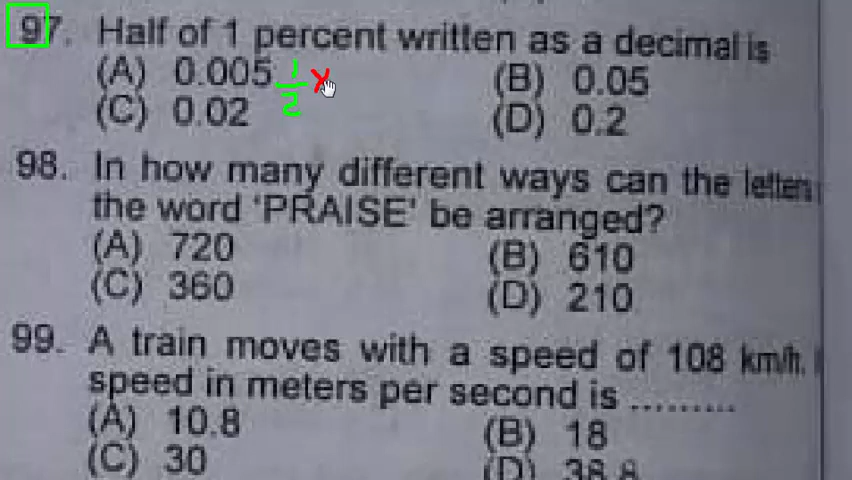 97. Half of 1 percent written as a decimal is
(A) 0.005 1/2 x (B) 0.05
(C) 0.02 (D) 0.2
98. In how many different ways can the letters
the word 'PRAISE' be arranged?
(A) 720 (B) 610
(C) 360 (D) 210
99. A train moves with a speed of 108 km/h.
speed in meters per second is .........
(A) 10.8 (B) 18
(C) 30 (D) 38.8